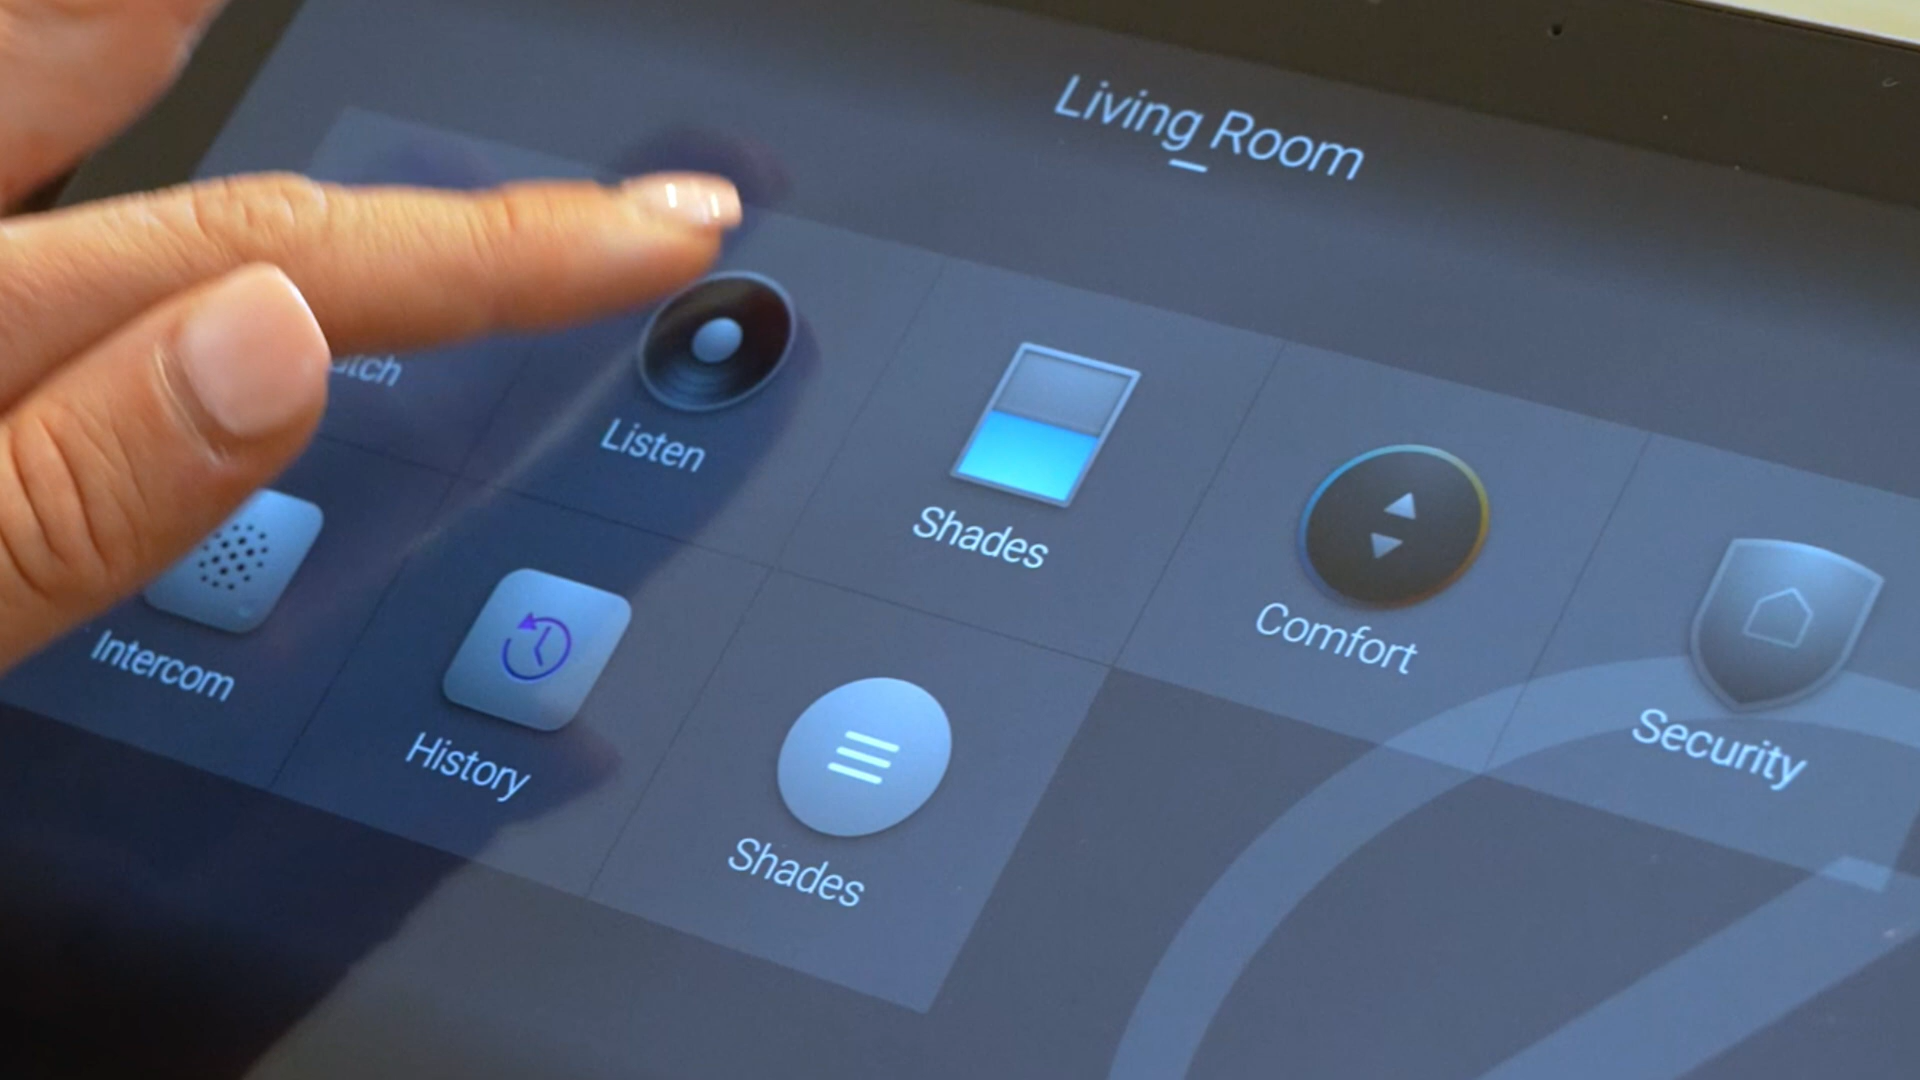 Living Room
Listen
Shades
Comfort
Security
Intercom
History
Shades